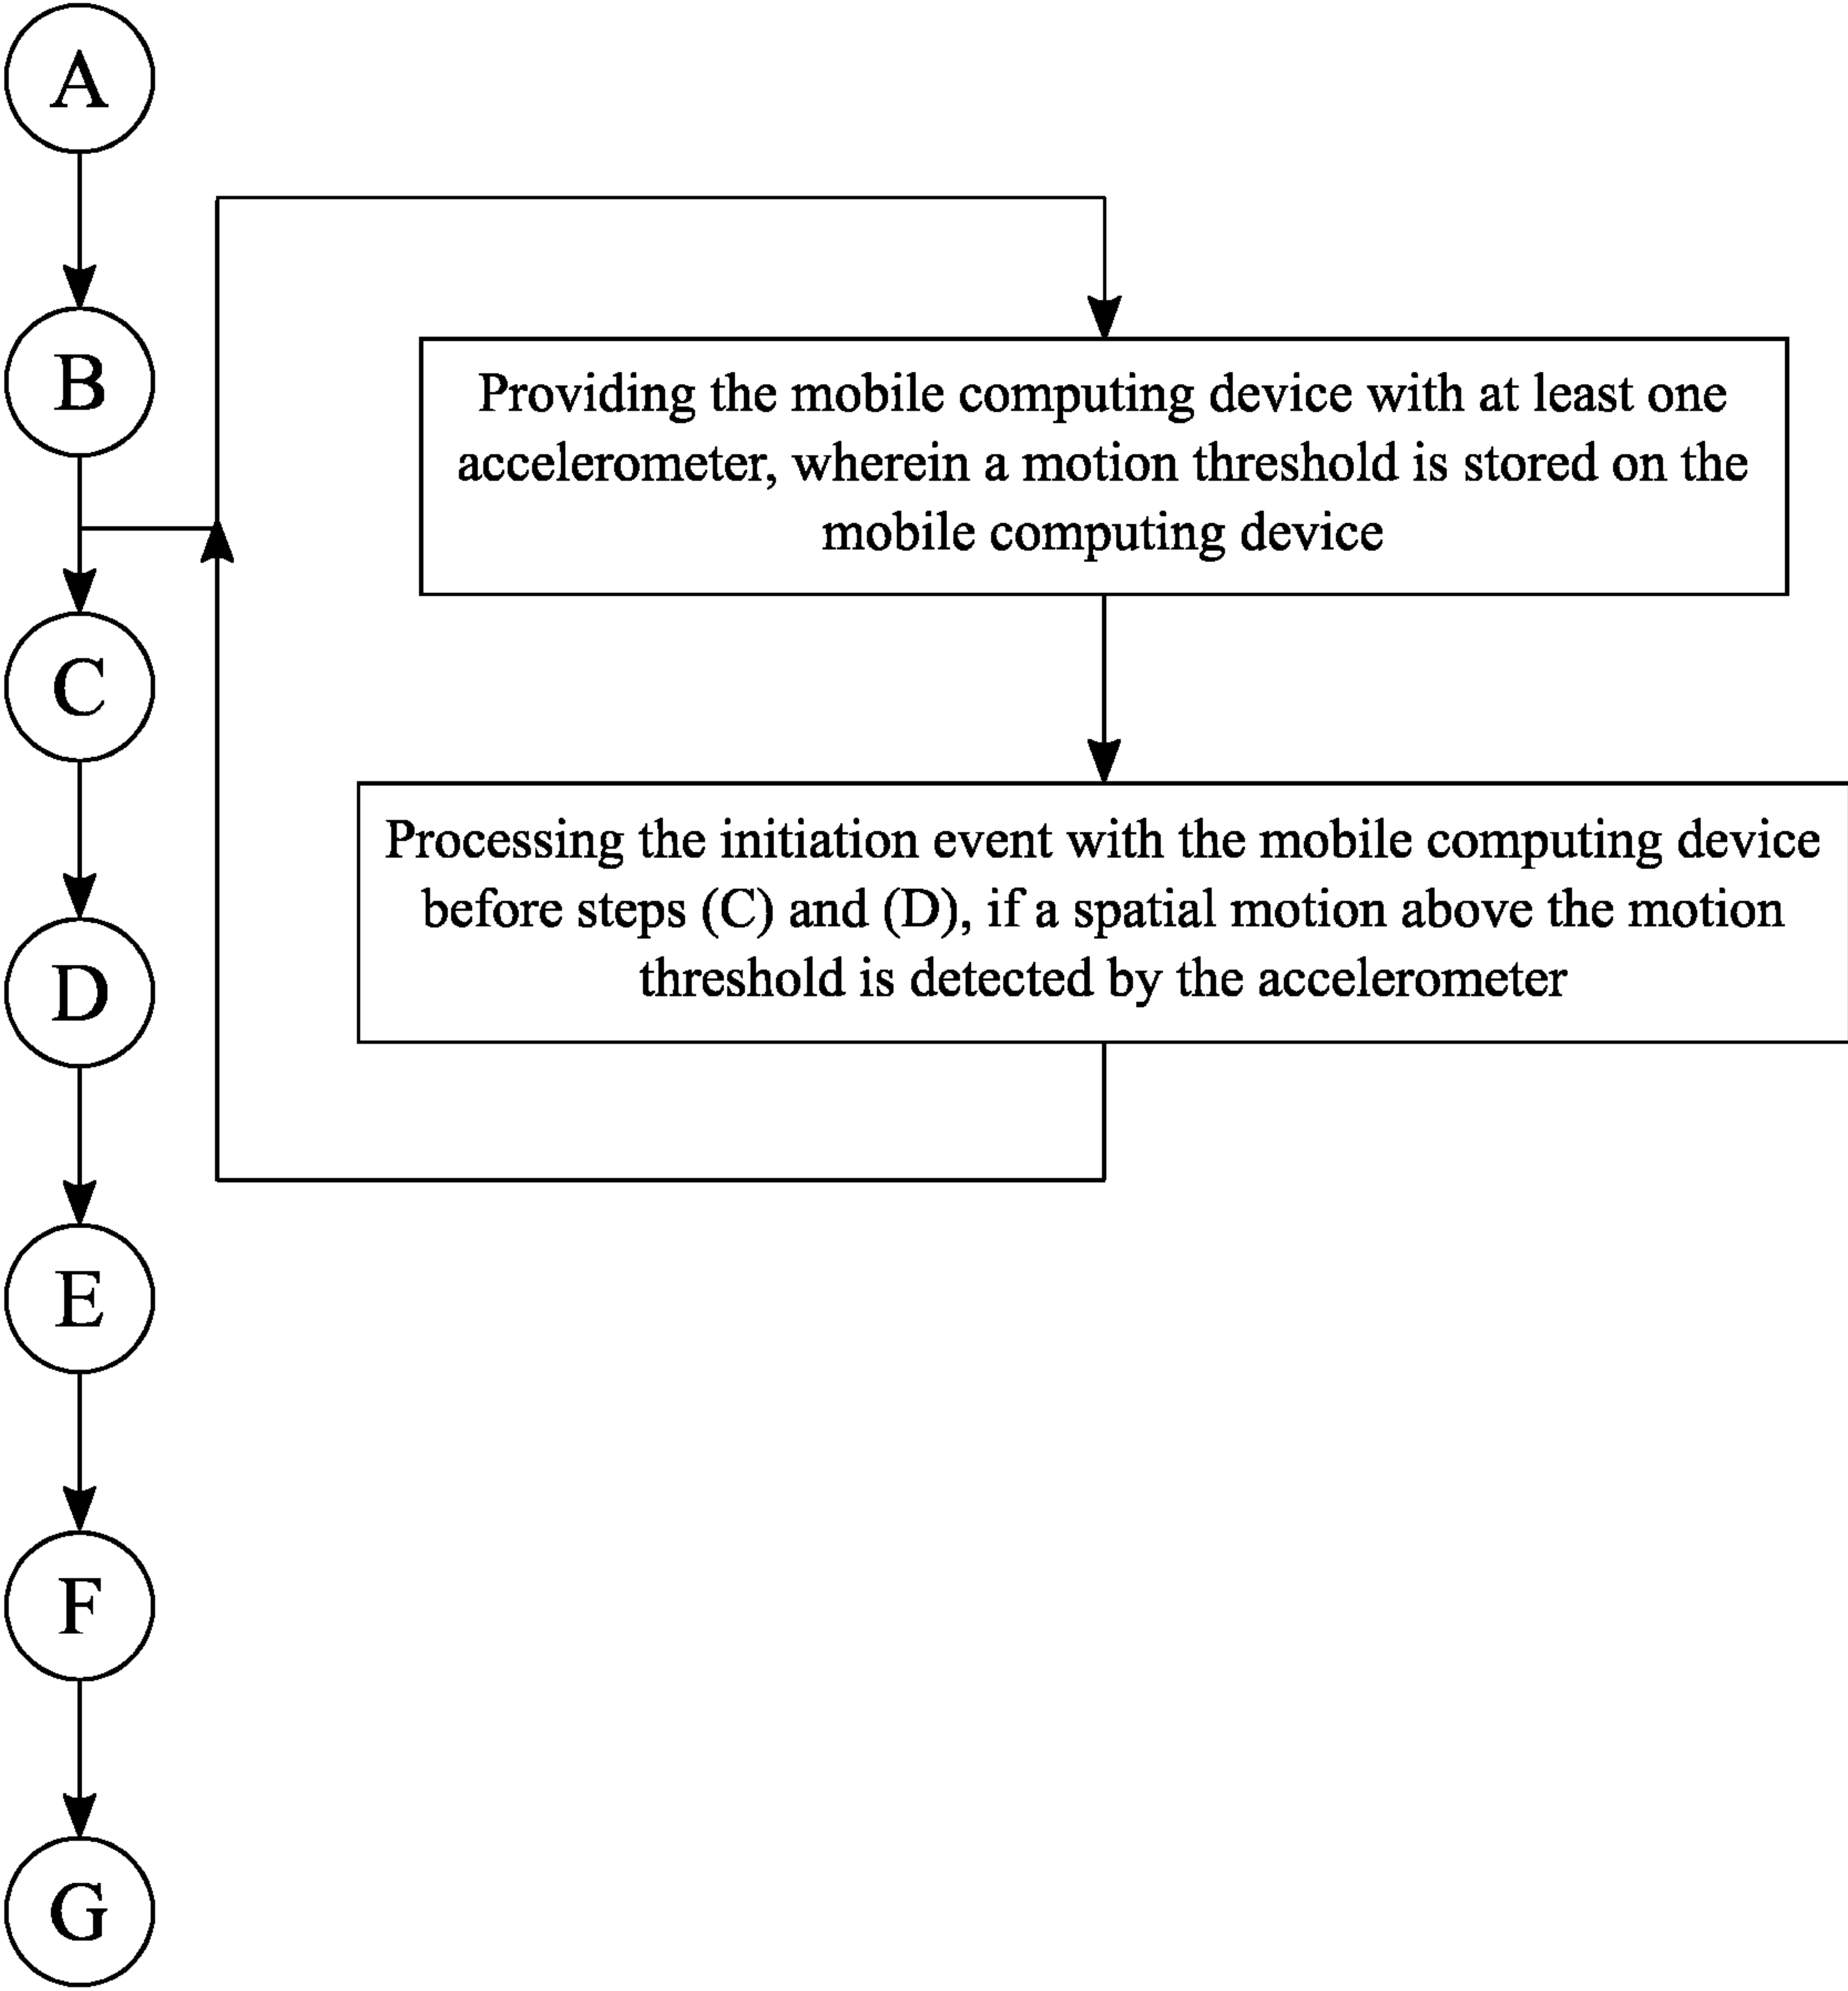 A
B
Providing the mobile computing device with at least one
accelerometer, wherein a motion threshold is stored on the
mobile computing device
C
Processing the initiation event with the mobile computing device
before steps (C) and (D), if a spatial motion above the motion
threshold is detected by the accelerometer
D
E
F
G